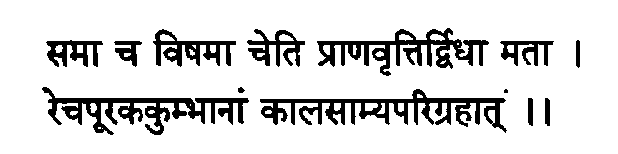 समा च विषमा चेति प्राणवृत्तिर्द्विधा मता ।
रेचपूरककुम्भानां कालसाम्यपरिग्रहात् ।।